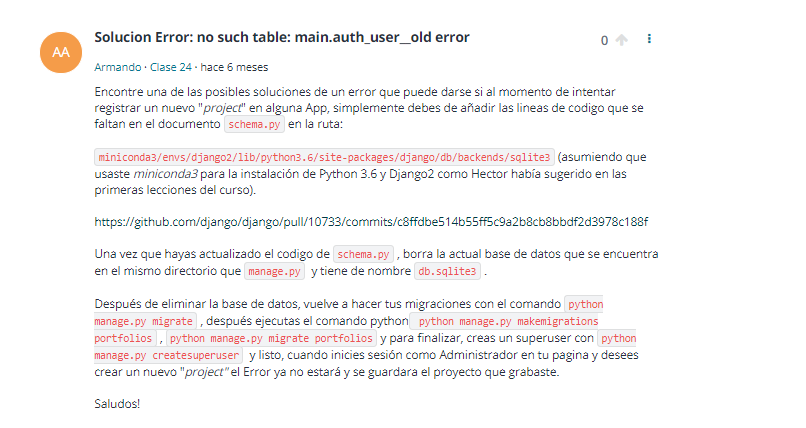 AA
Solucion Error: no such table: main.auth_user__old error
0
Armando · Clase 24 · hace 6 meses
Encontre una de las posibles soluciones de un error que puede darse si al momento de intentar
registrar un nuevo "project" en alguna App, simplemente debes de añadir las lineas de codigo que se
faltan en el documento schema.py en la ruta:
miniconda3/envs/django2/lib/python3.6/site-packages/django/db/backends/sqlite3 (asumiendo que
usaste miniconda3 para la instalación de Python 3.6 y Django2 como Hector había sugerido en las
primeras lecciones del curso).
https://github.com/django/django/pull/10733/commits/c8ffdbe514b55ff5c9a2b8cb8bbdf2d3978c188f
Una vez que hayas actualizado el codigo de schema.py , borra la actual base de datos que se encuentra
en el mismo directorio que manage.py y tiene de nombre db.sqlite3 .
Después de eliminar la base de datos, vuelve a hacer tus migraciones con el comando python
manage.py migrate , después ejecutas el comando python python manage.py makemigrations
portfolios , python manage.py migrate portfolios y para finalizar, creas un superuser con python
manage.py createsuperuser y listo, cuando inicies sesión como Administrador en tu pagina y desees
crear un nuevo "project" el Error ya no estará y se guardara el proyecto que grabaste.
Saludos!